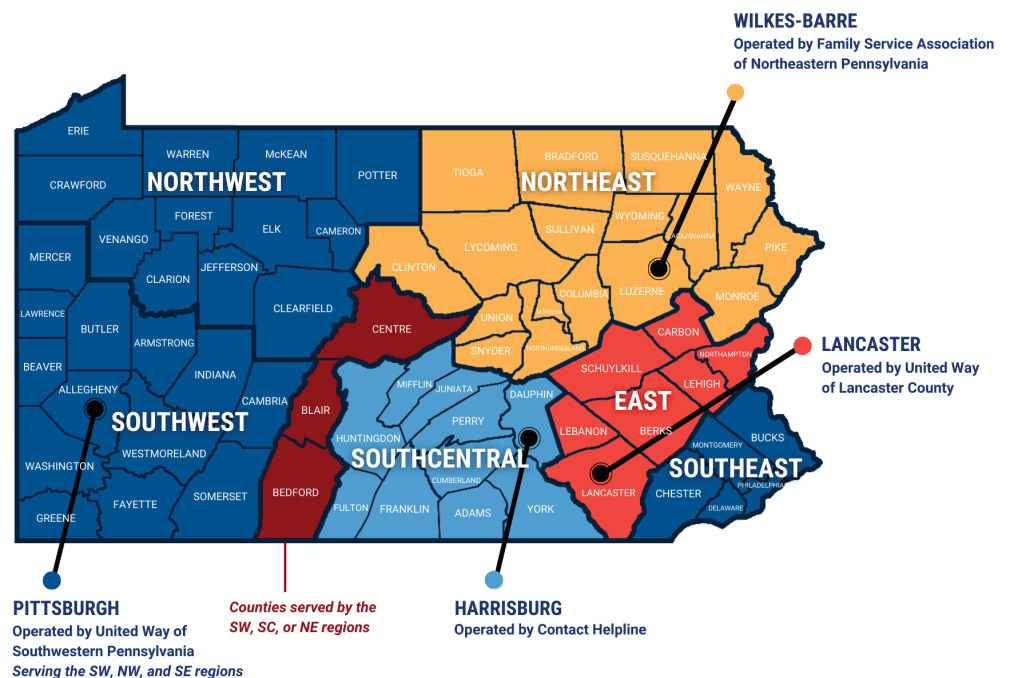 WILKES-BARRE
Operated by Family Service Association
of Northeastern Pennsylvania
ERIE
WARREN
McKEAN
CRAWFORD
NORTHWEST
POTTER
TIOGA
BRADFORD
SUSQUEHANNA
NORTHEAST
WAYNE
FOREST
VENANGO
ELK
CAMERON
WYOMING
LACKAWANNA
SULLIVAN
LYCOMING
PIKE
MERCER
CLARION
JEFFERSON
CLINTON
LUZERNE
COLUMBIA
MONROE
LAWRENCE
BUTLER
ARMSTRONG
CLEARFIELD
CENTRE
UNION
MONTOUR
SNYDER
NORTHUMBERLAND
CARBON
NORTHAMPTON
LANCASTER
Operated by United Way
of Lancaster County
BEAVER
ALLEGHENY
INDIANA
CAMBRIA
BLAIR
MIFFLIN
JUNIATA
DAUPHIN
SCHUYLKILL
LEHIGH
EAST
SOUTHWEST
PERRY
HUNTINGDON
LEBANON
BERKS
MONTGOMERY
BUCKS
WASHINGTON
WESTMORELAND
SOUTHCENTRAL
SOUTHEAST
CUMBERLAND
PHILADELPHIA
GREENE
FAYETTE
SOMERSET
BEDFORD
FULTON
FRANKLIN
ADAMS
YORK
LANCASTER
CHESTER
DELAWARE
PITTSBURGH
Operated by United Way of
Southwestern Pennsylvania
Serving the SW, NW, and SE regions
Counties served by the
SW, SC, or NE regions
HARRISBURG
Operated by Contact Helpline